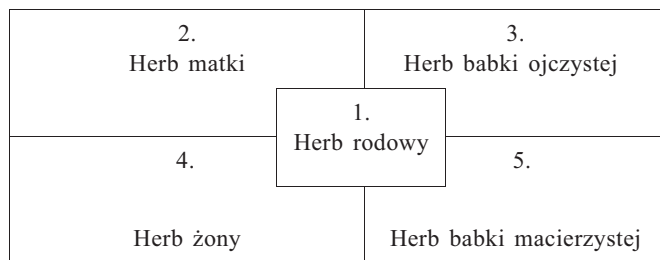 2.
Herb matki
3.
Herb babki ojczystej
1.
Herb rodowy
4.
Herb żony
5.
Herb babki macierzystej